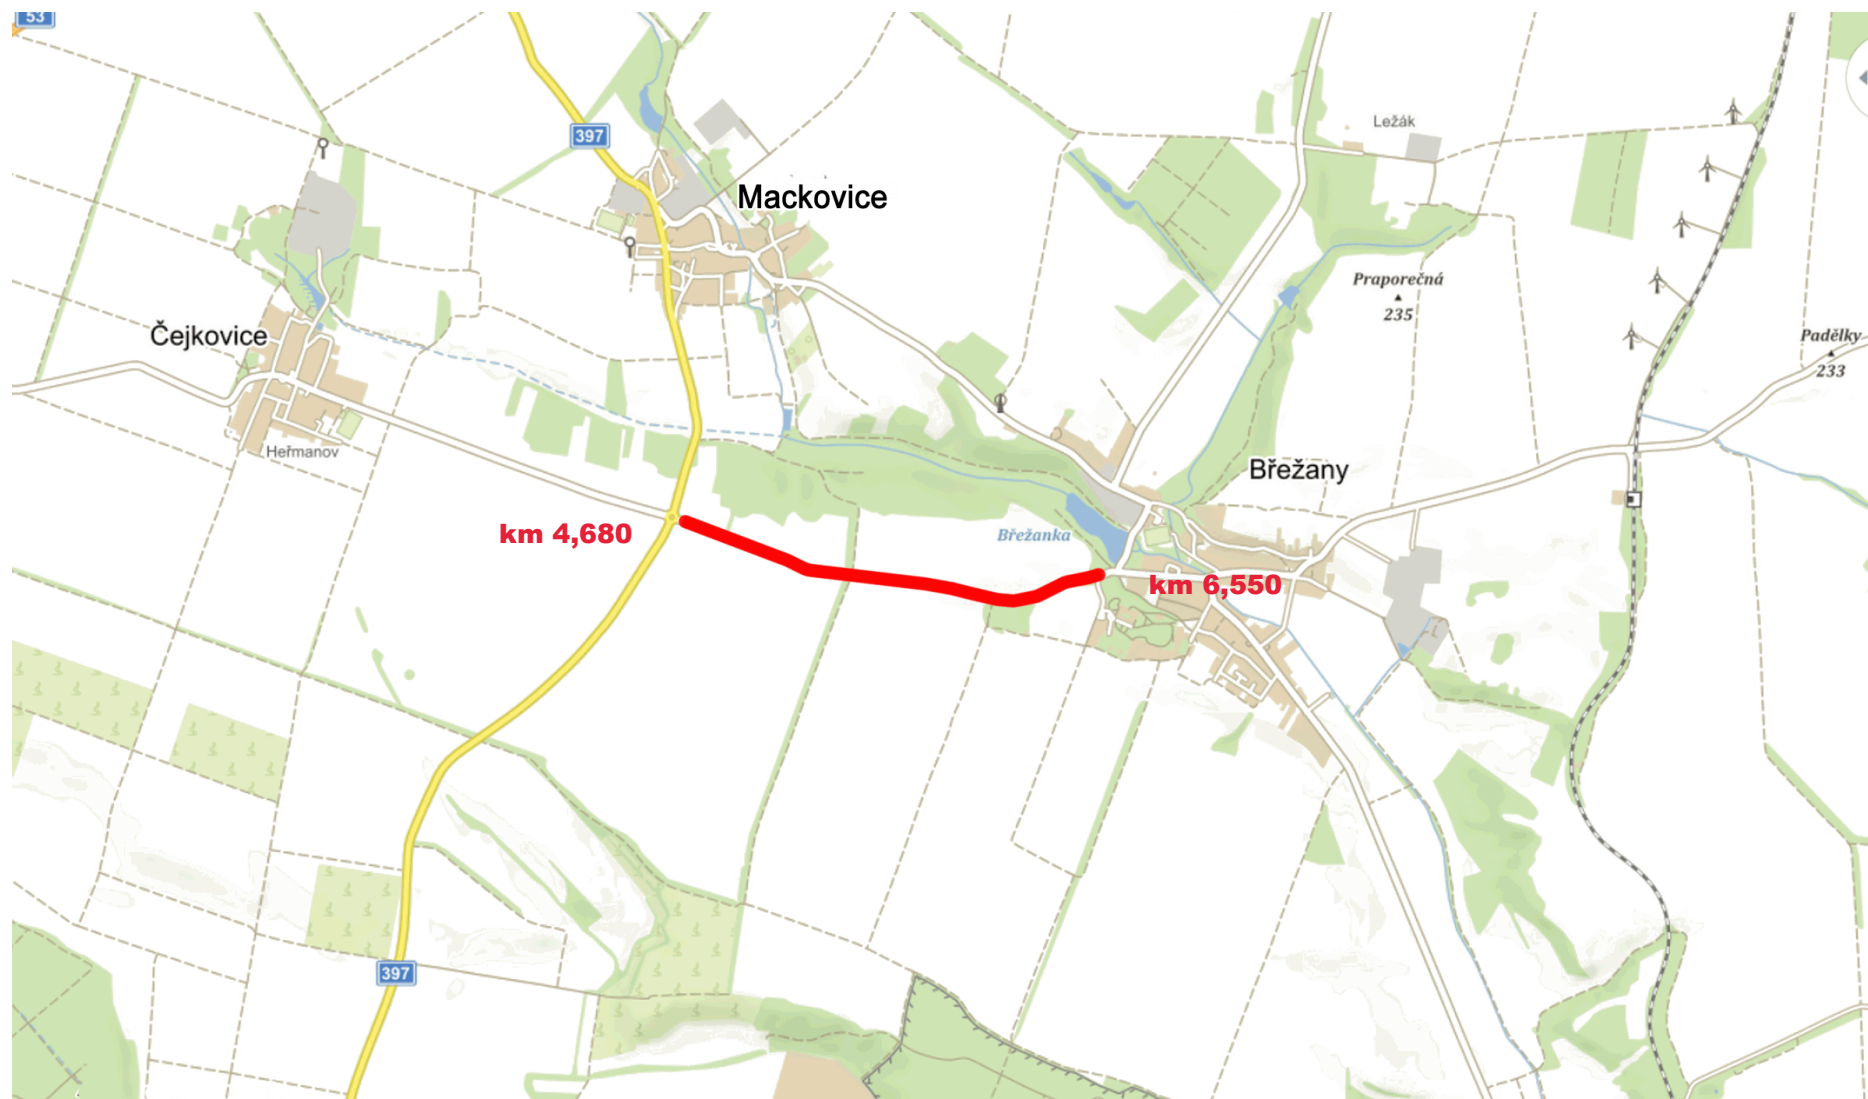 53
397
Ležák
Mackovice
Praporečná
235
Čejkovice
Padělky
233
Heřmanov
Břežany
km 4,680
Břežanka
km 6,550
397